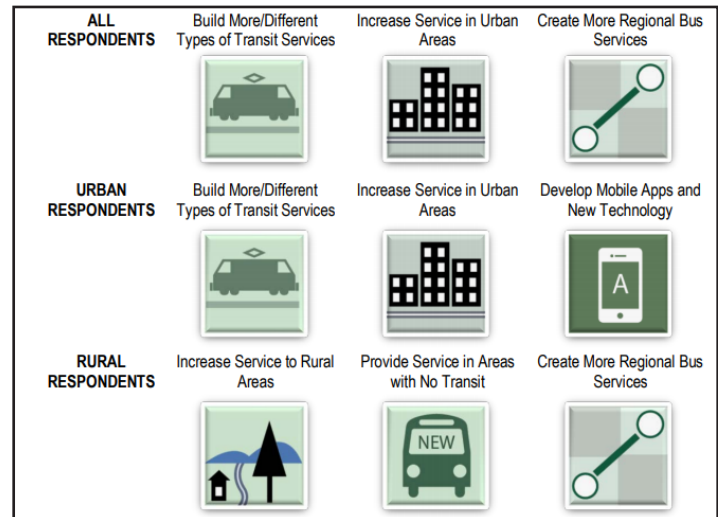 ALL
RESPONDENTS
Build More/Different
Types of Transit Services
Increase Service in Urban
Areas
Create More Regional Bus
Services
URBAN
RESPONDENTS
Build More/Different
Types of Transit Services
Increase Service in Urban
Areas
Develop Mobile Apps and
New Technology
A
RURAL
RESPONDENTS
Increase Service to Rural
Areas
Provide Service in Areas
with No Transit
Create More Regional Bus
Services
NEW